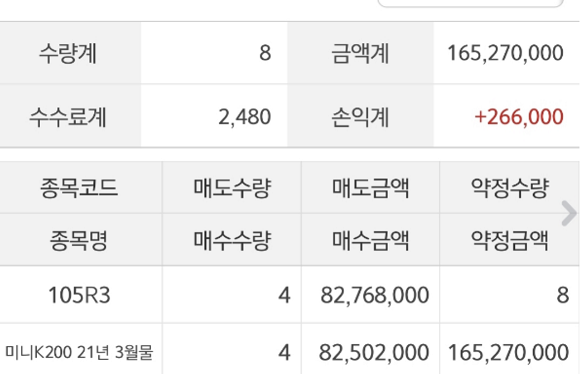 수량계 8 금액계 165,270,000
수수료계 2,480 손익계 +266,000
종목코드 매도수량 매도금액 약정수량
종목명 매수수량 매수금액 약정금액
105R3 4 82,768,000 8
미니K200 21년 3월물 4 82,502,000 165,270,000